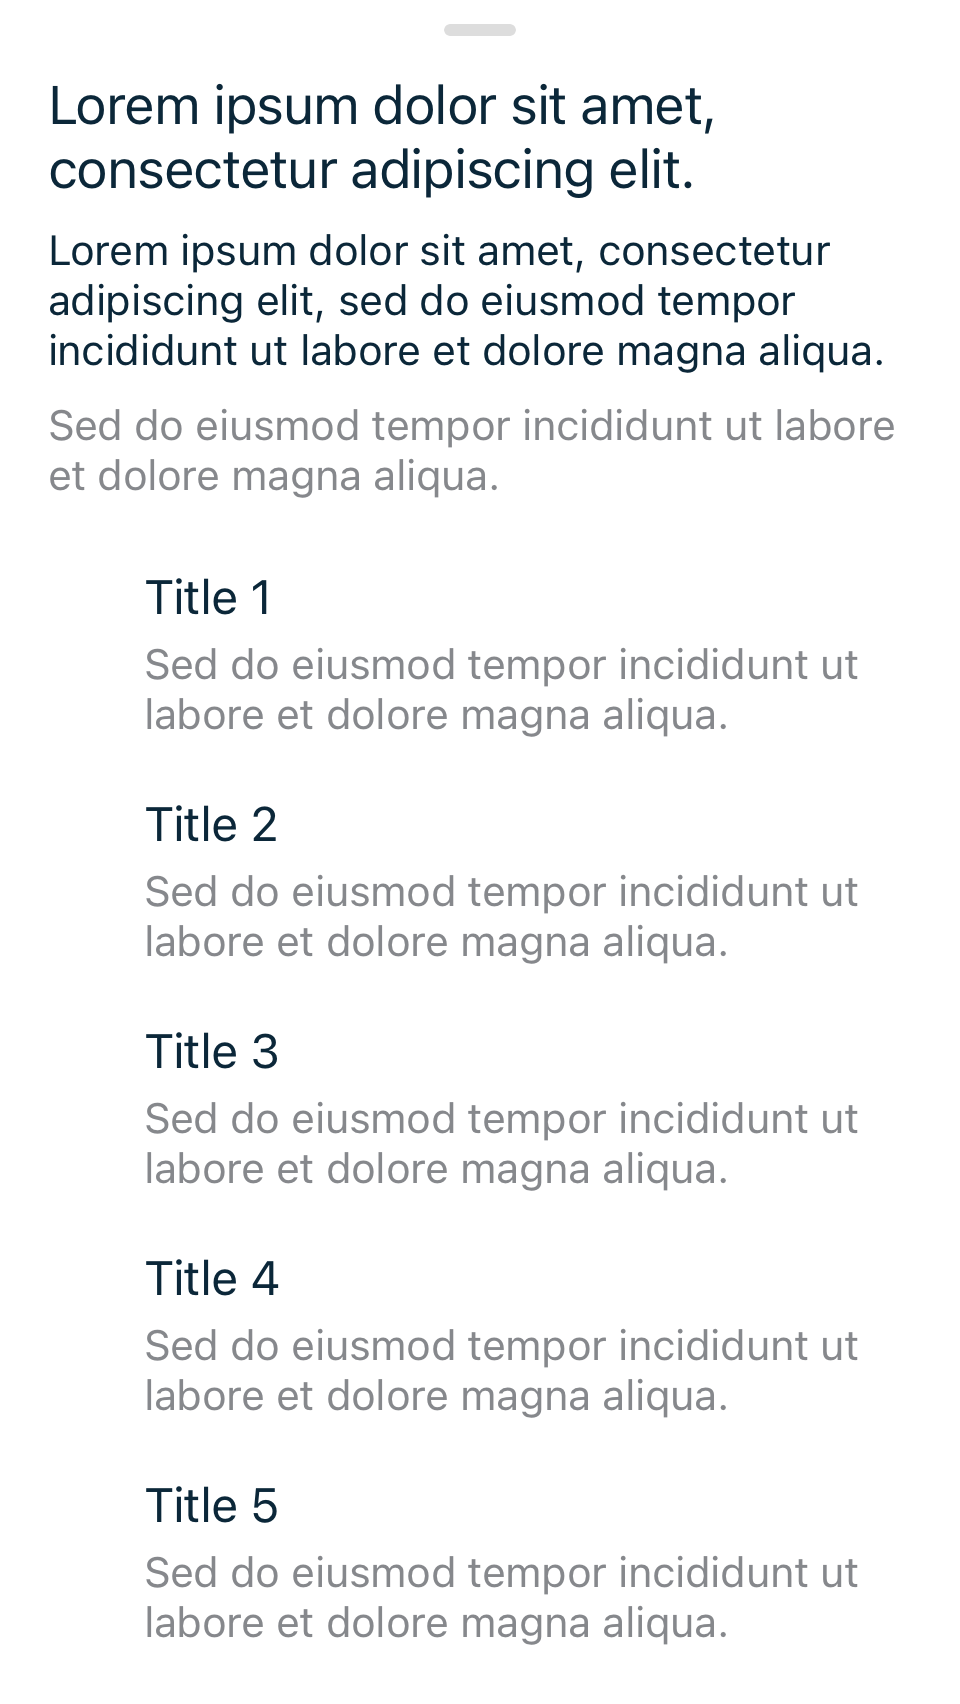 Lorem ipsum dolor sit amet,
consectetur adipiscing elit.
Lorem ipsum dolor sit amet, consectetur
adipiscing elit, sed do eiusmod tempor
incididunt ut labore et dolore magna aliqua.
Sed do eiusmod tempor incididunt ut labore
et dolore magna aliqua.
Title 1
Sed do eiusmod tempor incididunt ut
labore et dolore magna aliqua.
Title 2
Sed do eiusmod tempor incididunt ut
labore et dolore magna aliqua.
Title 3
Sed do eiusmod tempor incididunt ut
labore et dolore magna aliqua.
Title 4
Sed do eiusmod tempor incididunt ut
labore et dolore magna aliqua.
Title 5
Sed do eiusmod tempor incididunt ut
labore et dolore magna aliqua.